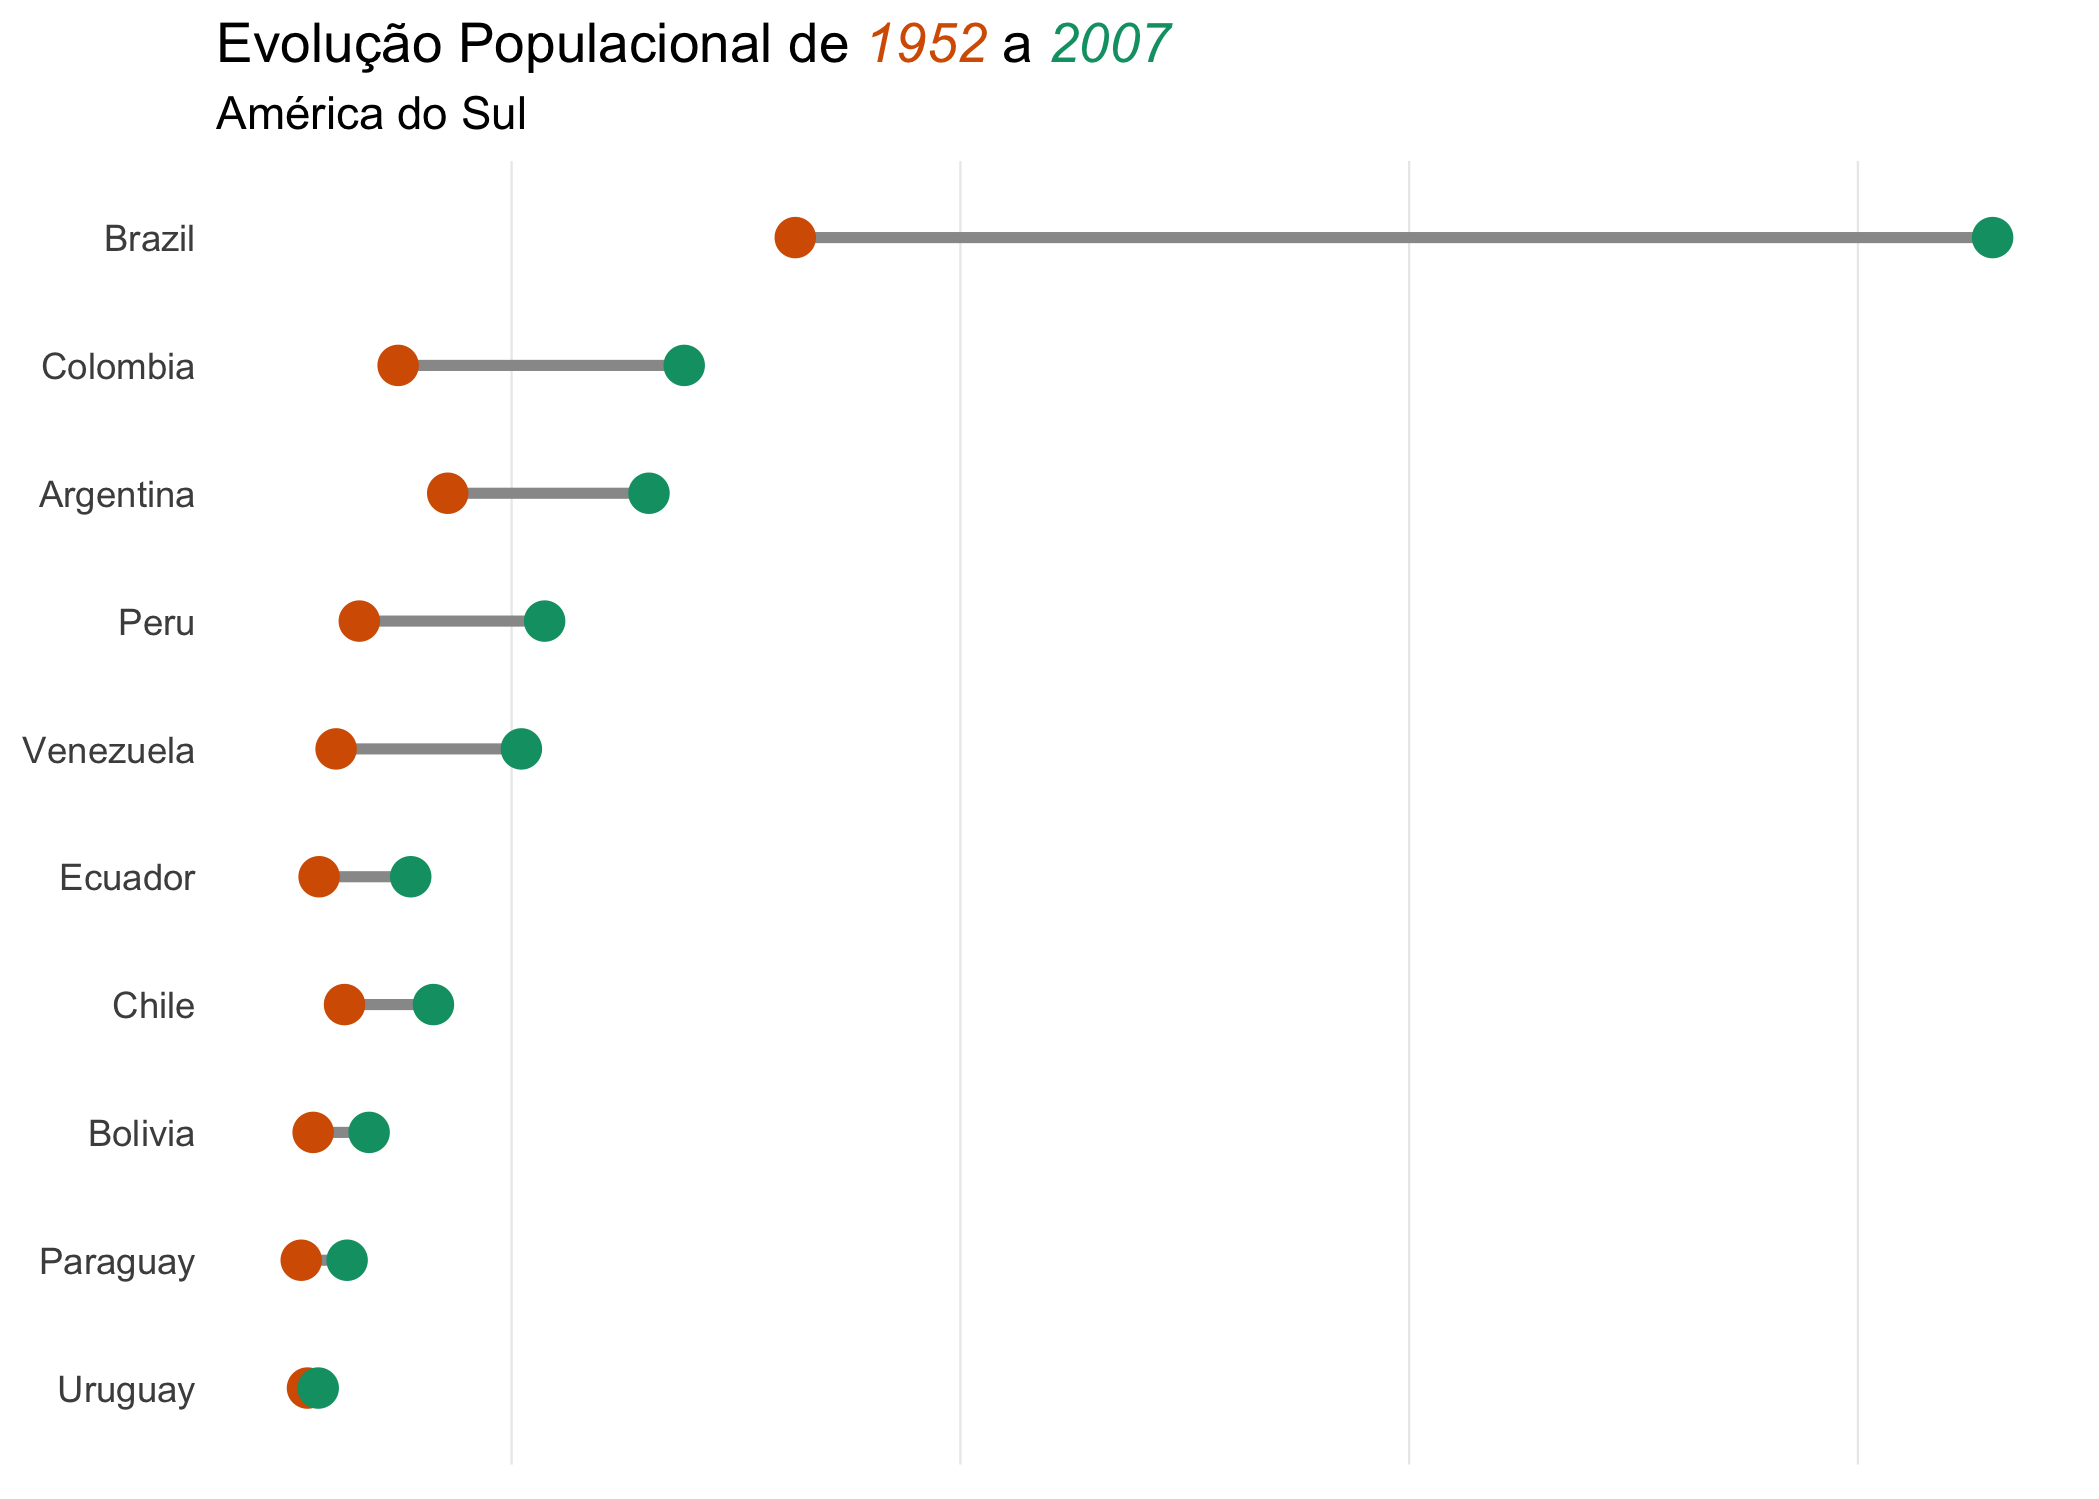 Evolução Populacional de 1952 a 2007
América do Sul
Brazil
Colombia
Argentina
Peru
Venezuela
Ecuador
Chile
Bolivia
Paraguay
Uruguay